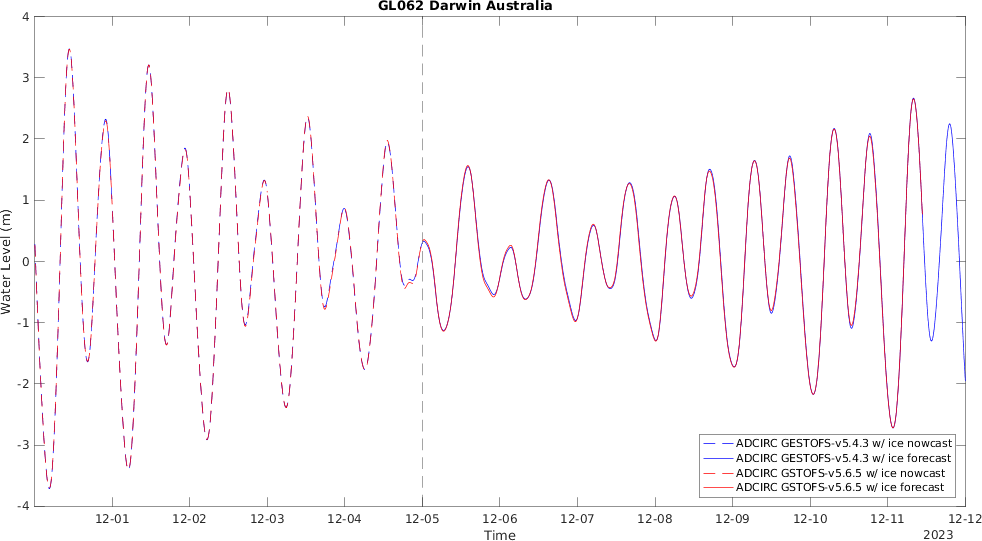 GL062 Darwin Australia
4
3
2
1
0
-1
-2
-3
-4
Water Level (m)
ADCIRC GESTOFS-v5.4.3 w/ ice nowcast
ADCIRC GESTOFS-v5.4.3 w/ ice forecast
ADCIRC GSTOFS-v5.6.5 w/ ice nowcast
ADCIRC GSTOFS-v5.6.5 w/ ice forecast
12-01 12-02 12-03 12-04 12-05 12-06 12-07 12-08 12-09 12-10 12-11 12-12
Time
2023